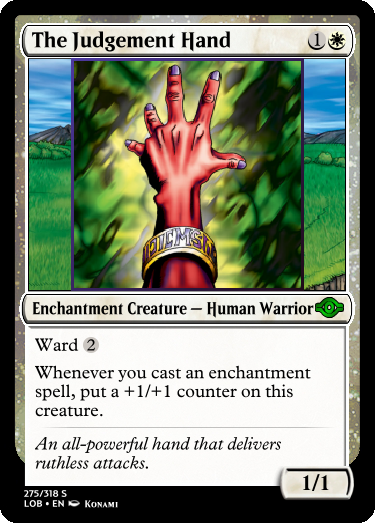 The Judgement Hand 1
Enchantment Creature — Human Warrior
Ward 2
Whenever you cast an enchantment
spell, put a +1/+1 counter on this
creature.
An all-powerful hand that delivers
ruthless attacks.
1/1
275/318 S
LOB • EN Konami